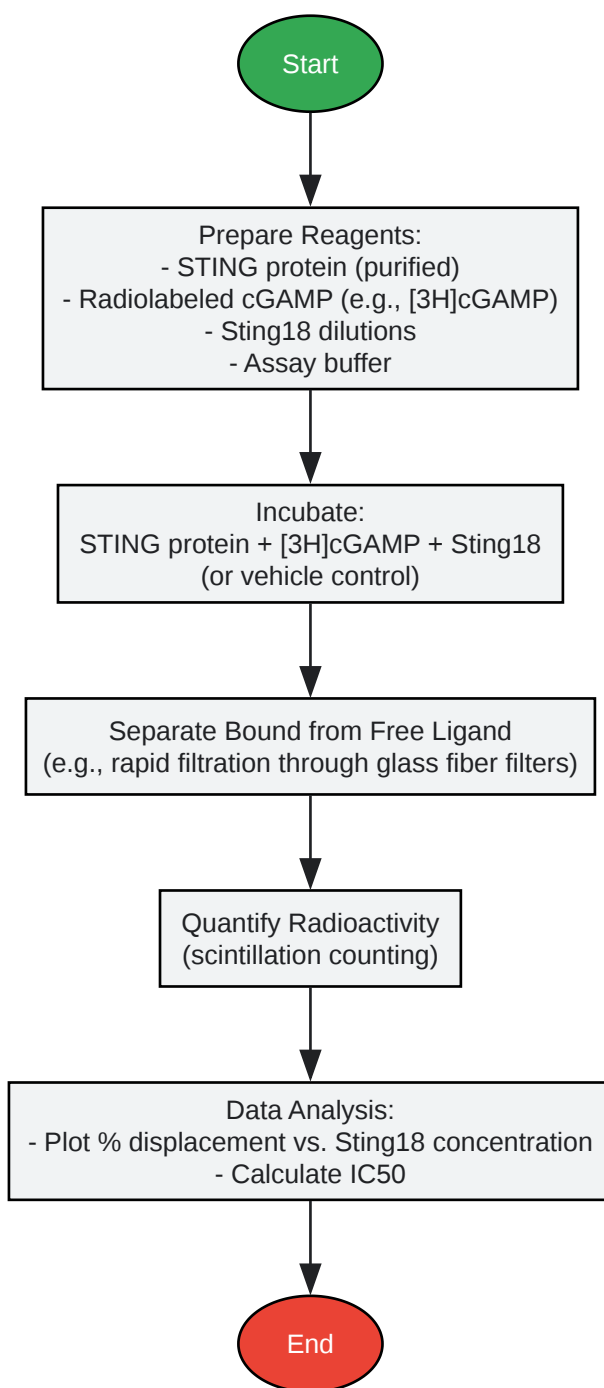 Start
Prepare Reagents:
- STING protein (purified)
- Radiolabeled cGAMP (e.g., [3H]cGAMP)
- Sting18 dilutions
- Assay buffer
Incubate:
STING protein + [3H]cGAMP + Sting18
(or vehicle control)
Separate Bound from Free Ligand
(e.g., rapid filtration through glass fiber filters)
Quantify Radioactivity
(scintillation counting)
Data Analysis:
- Plot % displacement vs. Sting18 concentration
- Calculate IC50
End